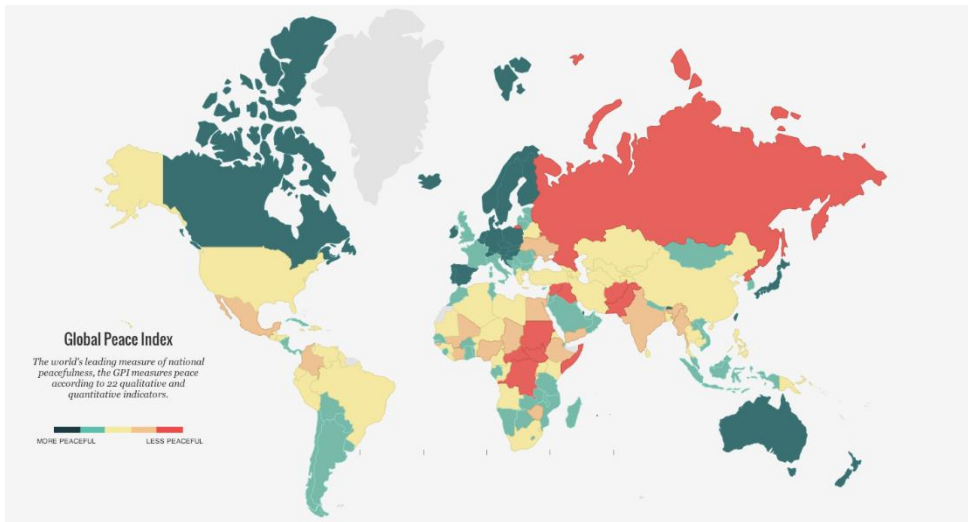 Global Peace Index
The world's leading measure of national
peacefulness, the GPI measures peace
according to 22 qualitative and
quantitative indicators.
MORE PEACEFUL LESS PEACEFUL